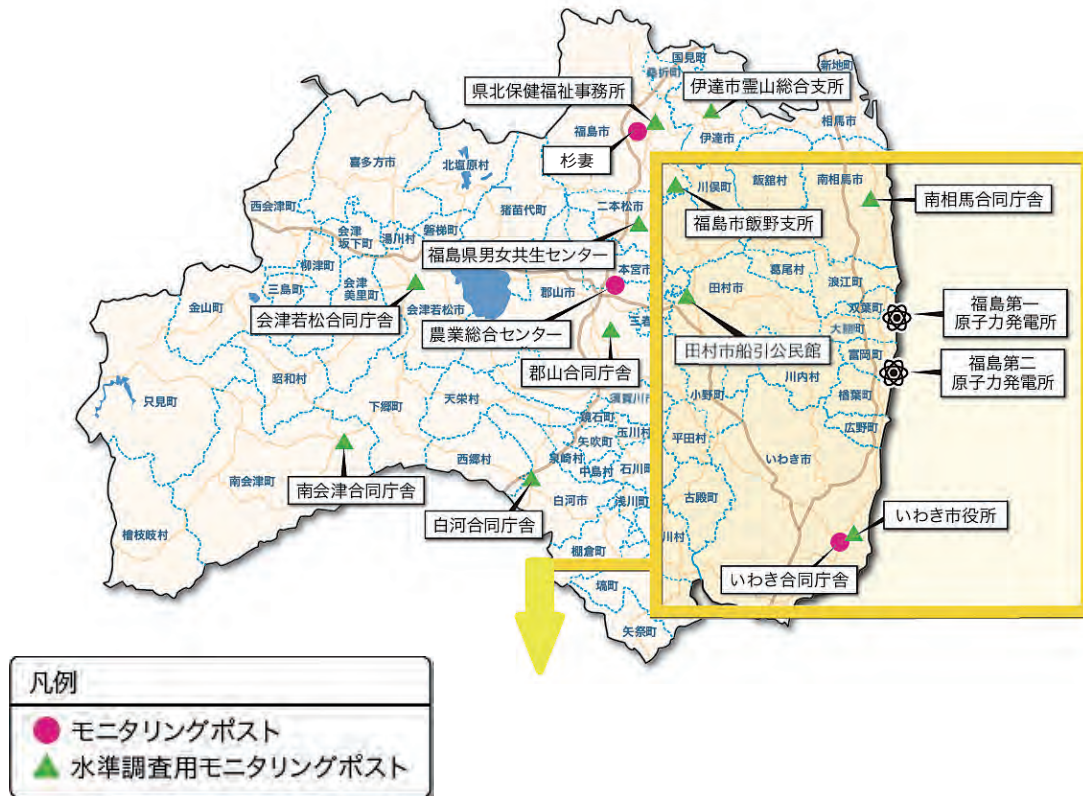 国見町
桑折町
新地町
県北保健福祉事務所
伊達市霊山総合支所
相馬市
福島市
伊達市
杉妻
喜多方市
北塩原村
川俣町
飯舘村
南相馬市
西会津町
猪苗代町
二本松市
南相馬合同庁舎
福島市飯野支所
会津
坂下町
湯川村
磐梯町
福島県男女共生センター
柳津町
本宮市
葛尾村
浪江町
三島町
会津
美里町
金山町
会津若松市
郡山市
田村市
双葉町
福島第一
原子力発電所
会津若松合同庁舎
農業総合センター
三春
大熊町
田村市船引公民館
郡山合同庁舎
富岡町
福島第二
原子力発電所
昭和村
川内村
只見町
下郷町
天栄村
須賀川市
小野町
楢葉町
鏡石町
広野町
矢吹町
玉川村
平田村
西郷村
泉崎村
いわき市
中島村
石川町
南会津町
南会津合同庁舎
白河市
浅川町
古殿町
白河合同庁舎
いわき市役所
檜枝岐村
川村
棚倉町
いわき合同庁舎
塙町
矢祭町
凡例
モニタリングポスト
水準調査用モニタリングポスト